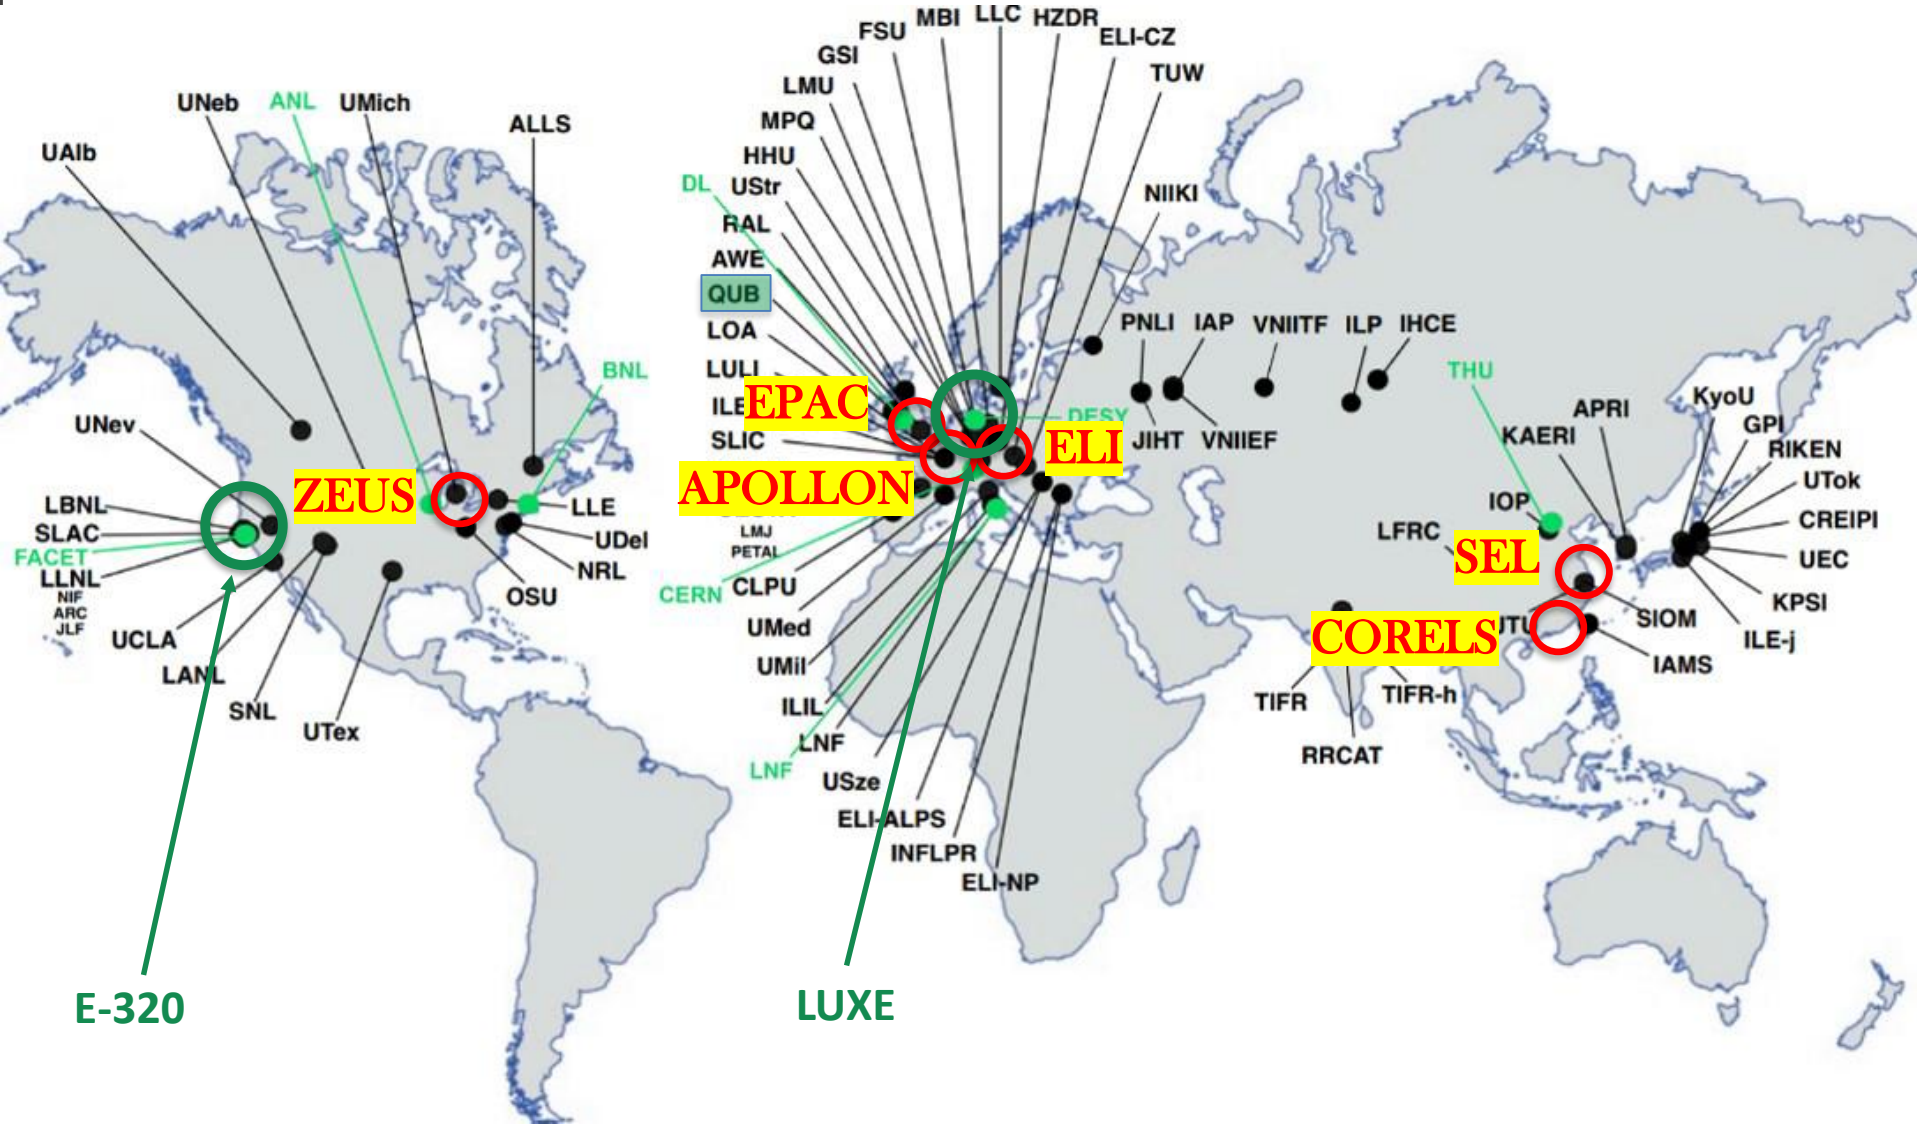 UNeb
ANL
UMich
ALLS
UAlb
BNL
UNev
ZEUS
LBNL
SLAC
FACET
LLNL
NIF
ARC
JLF
LLE
UDel
NRL
OSU
UCLA
LANL
SNL
UTex
E-320
LLC
MBI
HZDR
FSU
ELI-CZ
GSI
TUW
LMU
MPQ
HHU
DL
UStr
NIIKI
RAL
AWE
QUB
LOA
LULI
EPAC
SLIC
DESY
ELI
APOLLON
LMJ
PETAL
CERN
CLPU
UMed
UMil
ILIL
LNF
LNF
USze
ELI-ALPS
INFLPR
ELI-NP
LUXE
PNLI
IAP
VNIITF
ILP
IHCE
JIHT
VNIIEF
THU
KyoU
APRI
GPI
KAERI
RIKEN
UTok
IOP
CREIPI
LFRC
SEL
UEC
KPSI
SIOM
CORELS
ILE-j
IAMS
TIFR
TIFR-h
RRCAT